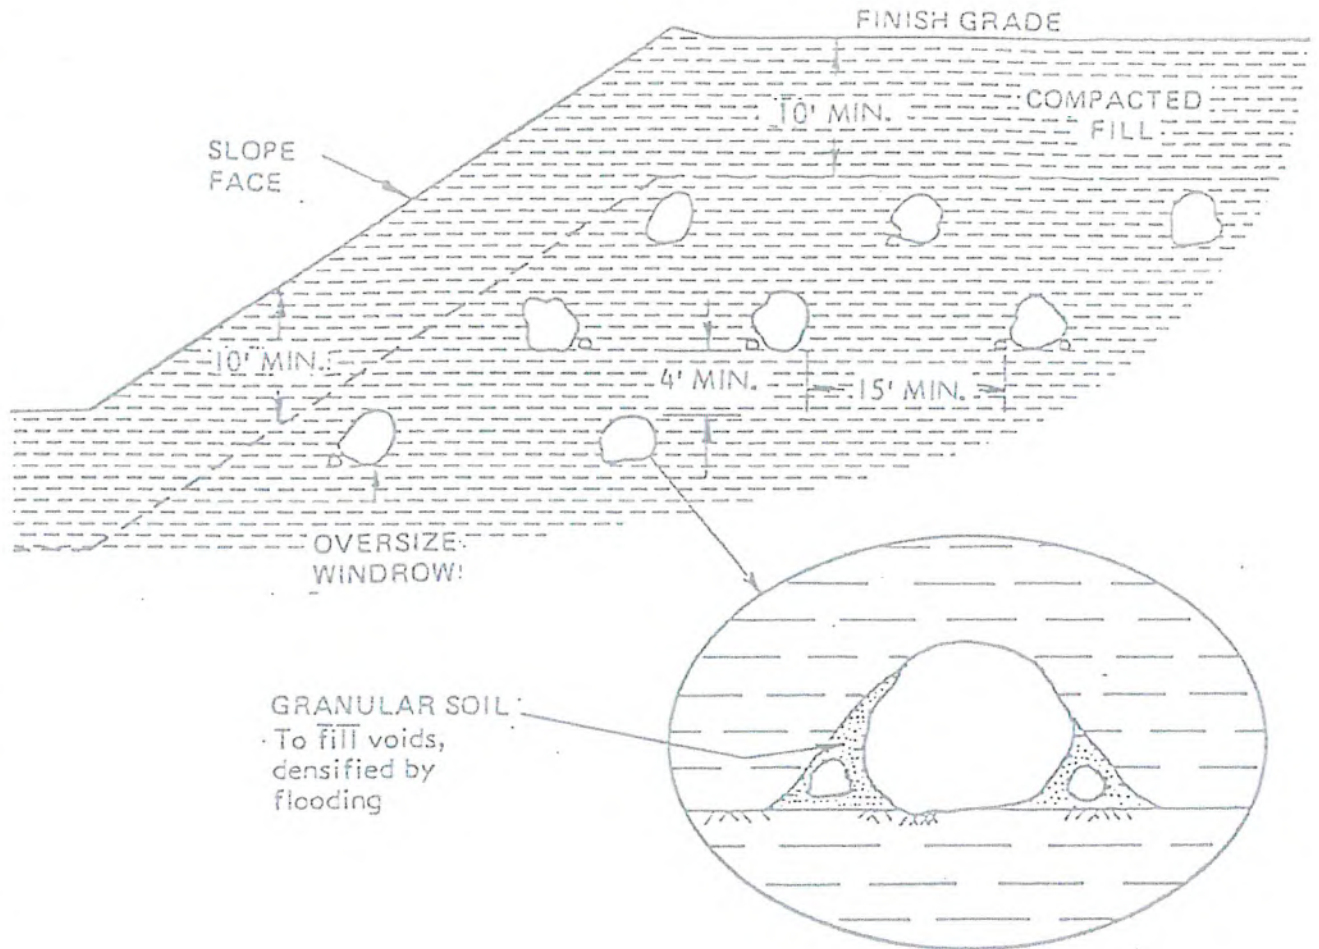 FINISH GRADE
10' MIN.
COMPACTED
FILL
SLOPE
FACE
10' MIN.
4' MIN.
15' MIN.
OVERSIZE
WINDROW
GRANULAR SOIL:
To fill voids,
densified by
flooding